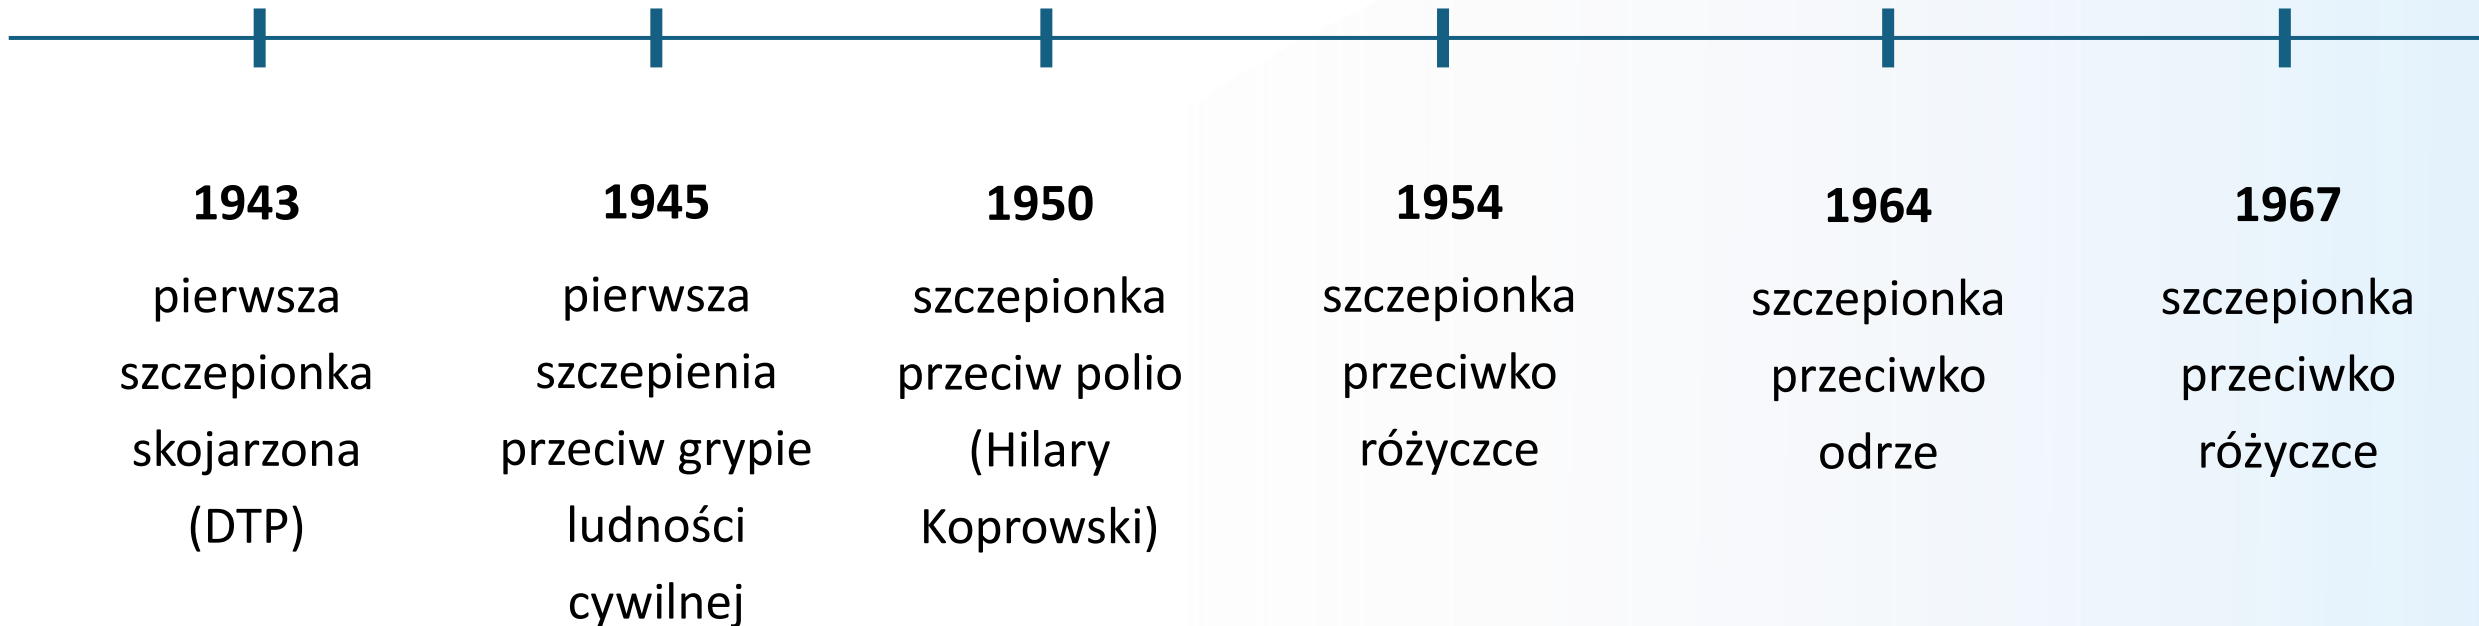 1943
pierwsza
szczepionka
skojarzona
(DTP)
1945
pierwsza
szczepienia
przeciw grypie
ludności
cywilnej
1950
szczepionka
przeciw polio
(Hilary
Koprowski)
1954
szczepionka
przeciwko
różyczce
1964
szczepionka
przeciwko
odrze
1967
szczepionka
przeciwko
różyczce